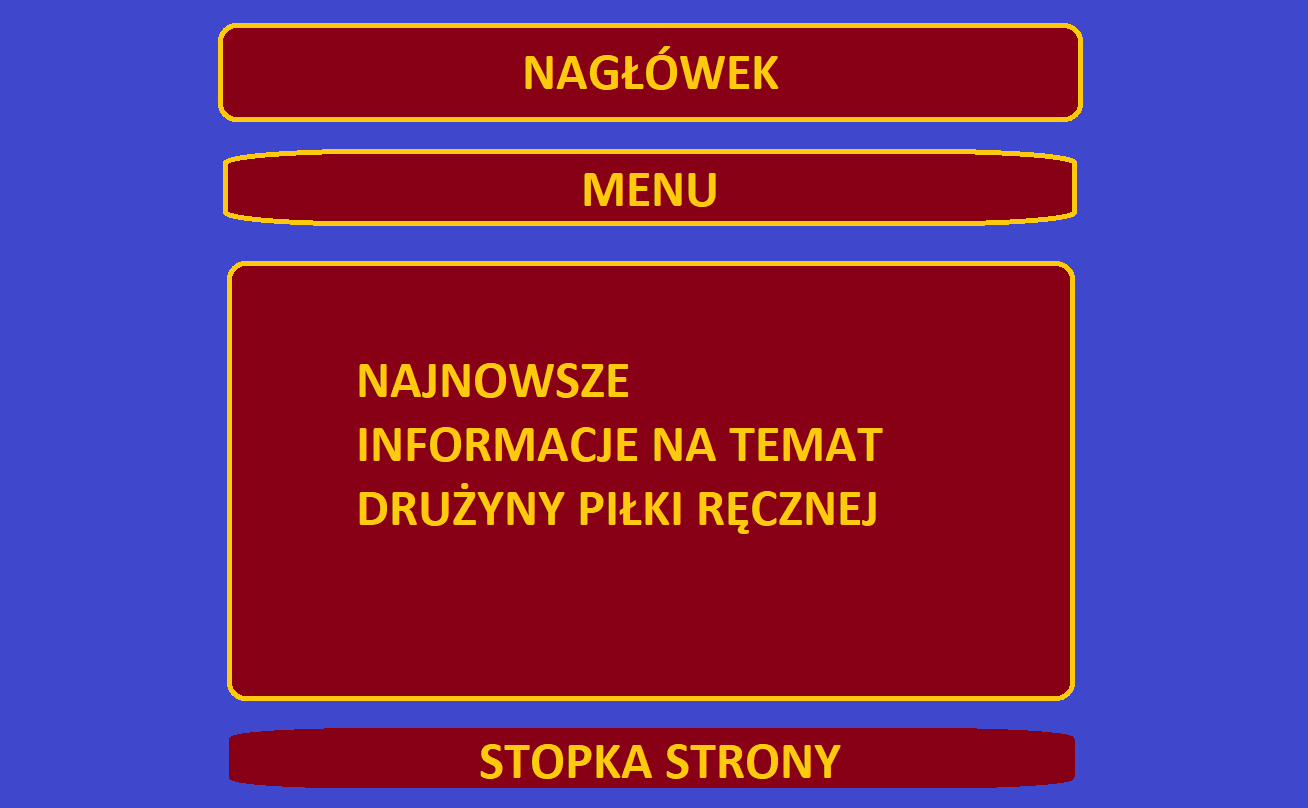 NAGŁÓWEK
MENU
NAJNOWSZE
INFORMACJE NA TEMAT
DRUŻYNY PIŁKI RĘCZNEJ
STOPKA STRONY